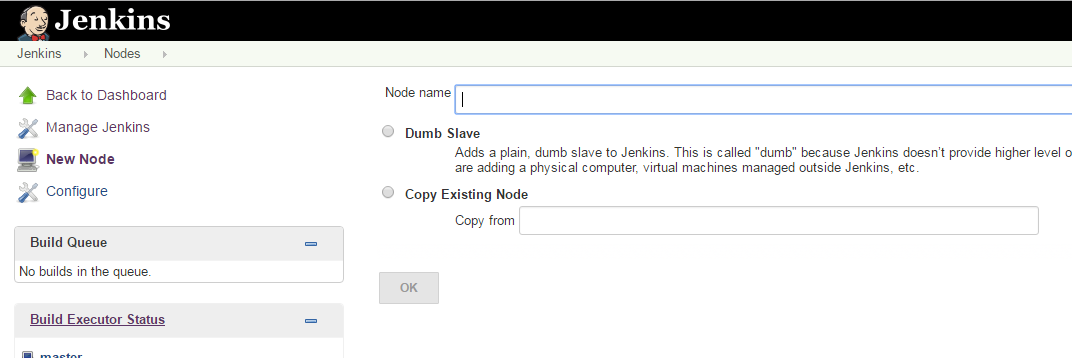 Jenkins
Jenkins Nodes
Back to Dashboard
Manage Jenkins
New Node
Configure
Build Queue
No builds in the queue.
Build Executor Status
master
Node name
Dumb Slave
Adds a plain, dumb slave to Jenkins. This is called "dumb" because Jenkins doesn't provide higher level o
are adding a physical computer, virtual machines managed outside Jenkins, etc.
Copy Existing Node
Copy from
OK